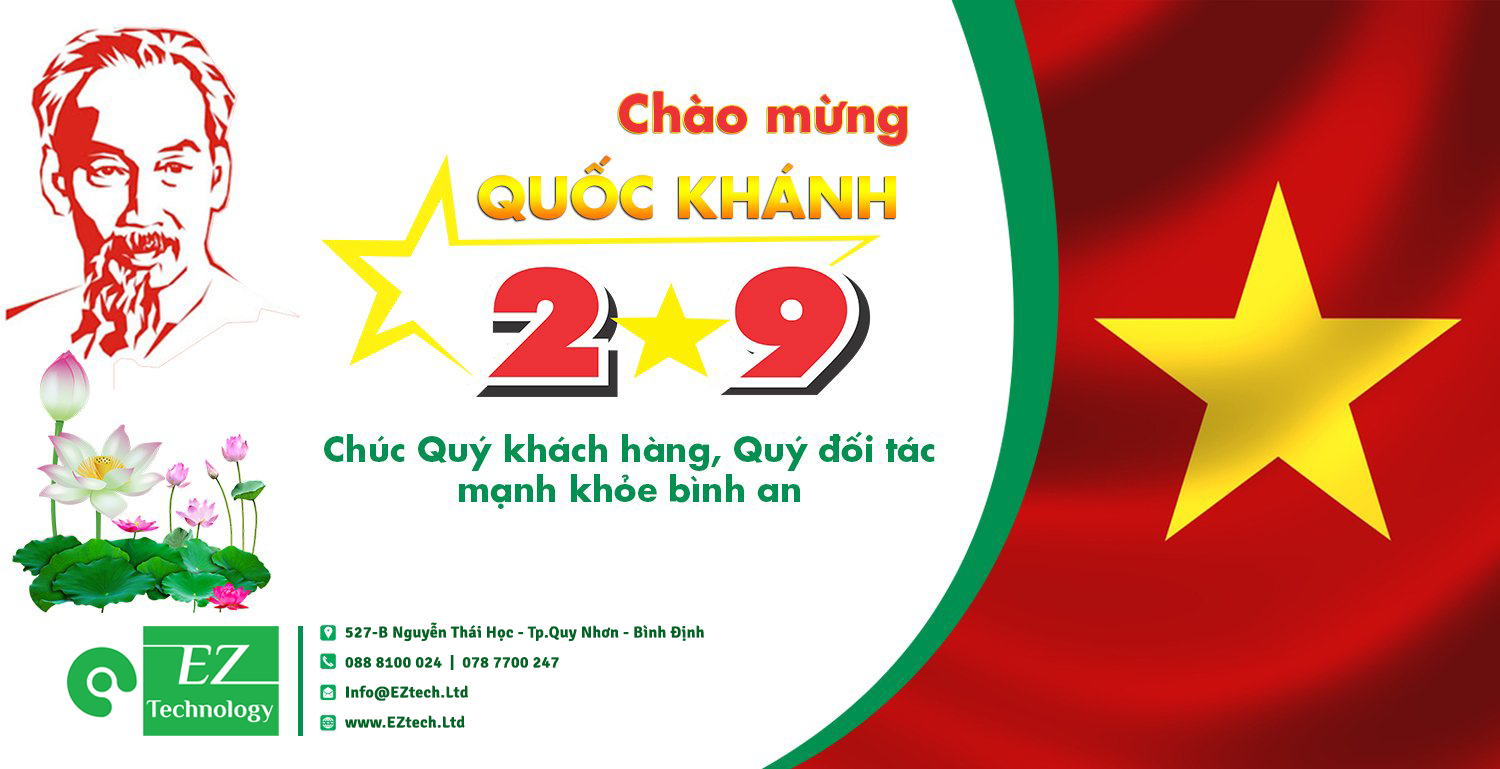 Chào mừng
QUỐC KHÁNH
2 9
Chúc Quý khách hàng, Quý đối tác
mạnh khỏe bình an
EZ
Technology
527-B Nguyễn Thái Học - Tp.Quy Nhơn - Bình Định
088 8100 024 | 078 7700 247
Info@EZtech.Ltd
www.EZtech.Ltd